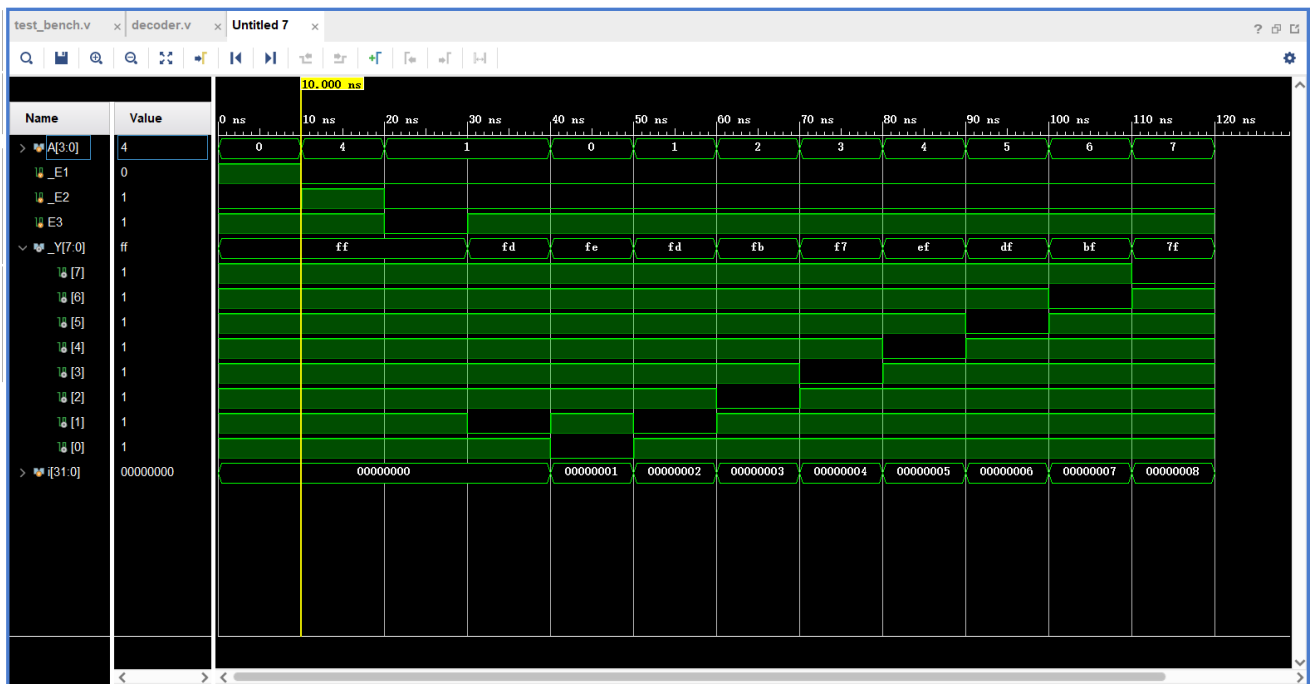 test_bench.v × decoder.v × Untitled 7 ×
10.000 ns
Name Value
0 ns 10 ns 20 ns 30 ns 40 ns 50 ns 60 ns 70 ns 80 ns 90 ns 100 ns 110 ns 120 ns
A[3:0] 4 0 4 1 0 1 2 3 4 5 6 7
_E1 0
_E2 1
E3 1
_Y[7:0] ff ff fd fe fd fb f7 ef df bf 7f
[7] 1
[6] 1
[5] 1
[4] 1
[3] 1
[2] 1
[1] 1
[0] 1
i[31:0] 00000000 00000000 00000001 00000002 00000003 00000004 00000005 00000006 00000007 00000008